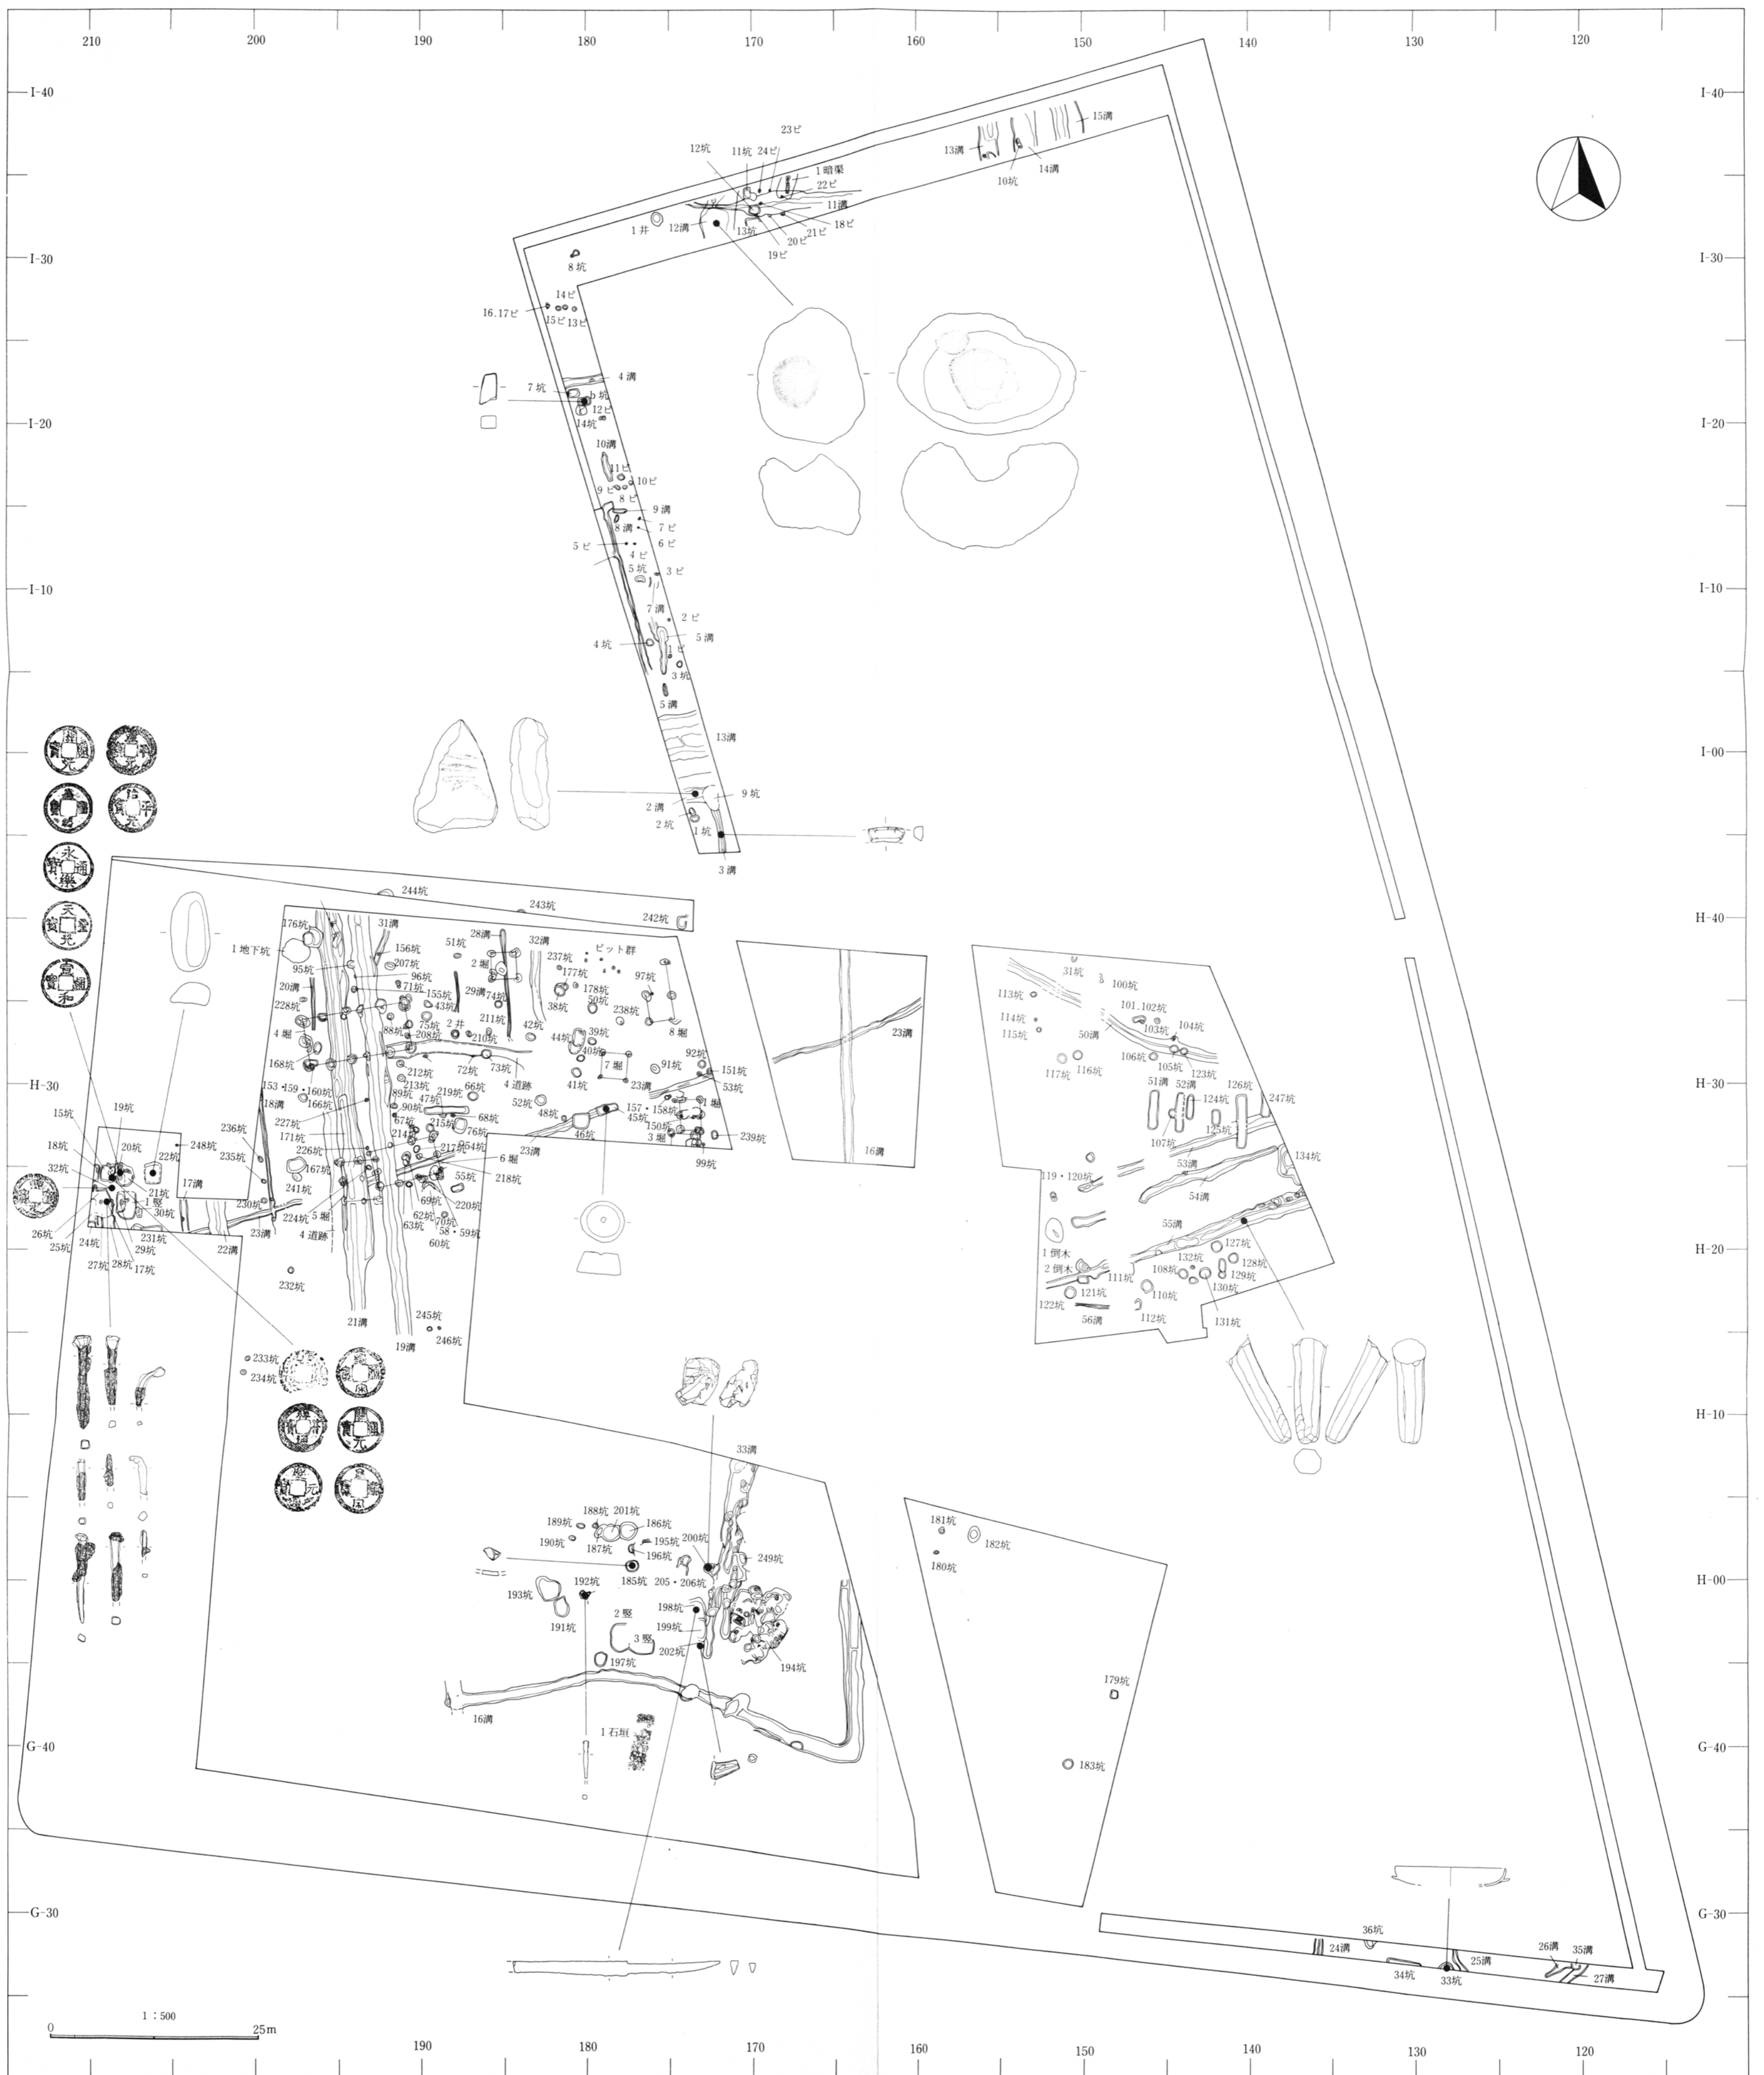 210 200 190 180 170 160 150 140 130 120
I-40 I-40
15溝
23ピ
12坑 11坑 24ピ
13溝
14溝
10坑
1暗渠
22ピ
11溝
18ピ
1井 12溝 13坑 21ピ
20ピ
19ピ
I-30 I-30
8坑
14ピ
16.17ピ
15ピ 13ピ
4溝
7坑
12ピ
14坑
I-20 I-20
10溝
11ピ
10ピ
9ピ
8ピ
9溝
8溝 7ピ
5ピ 6ピ
4ピ
5坑 3ピ
I-10 I-10
7溝
2ピ
5溝
4坑
1ピ
3坑
5溝
13溝
I-00 I-00
9坑
2溝
2坑 1坑
3溝
永樂通寳
天聖元寳
宣和通寳
治平元寳
244坑
243坑
242坑
H-40 H-40
176坑 31溝 28溝 32溝 ピット群
1地下坑 156坑 51坑
95坑 207坑 2堀 237坑 97坑
96坑 177坑
20溝 71坑 29溝 178坑
155坑 74坑 50坑
228坑 43坑 38坑 238坑
4堀 88坑 75坑 2井 211坑 42坑 39坑 8堀
208坑 210坑 44坑
168坑 40坑 7堀 92坑
212坑 72坑 73坑 91坑 151坑
153・159・160坑 213坑 4道跡 41坑 23溝 53坑
H-30 H-30
18溝 166坑 89坑 219坑 66坑 52坑
90坑 47坑 48坑 157・158坑 1堀
227坑 67坑 68坑 45坑 150坑
171坑 214坑 215坑 76坑 46坑 3堀 239坑
226坑 217坑 54坑 23溝 99坑
167坑 6堀
218坑
241坑 55坑
69坑 220坑
230坑 224坑 5堀 62坑 70坑
4道跡 63坑 58・59坑
60坑
236坑
235坑
15坑 19坑
18坑 20坑 248坑
32坑 22坑
21坑 17溝
1竪
30坑
26坑 231坑 22溝 23溝
25坑 24坑 29坑
27坑 28坑 17坑
232坑
21溝 19溝
245坑
246坑
233坑
234坑
23溝
16溝
31坑
100坑
113坑 101.102坑
114坑 103坑 104坑
115坑 50溝
105坑
106坑
117坑 116坑 123坑
51溝 52溝 126坑 247坑
124坑
107坑 125坑
53溝 134坑
119・120坑
54溝
55溝
1倒木 127坑
2倒木 132坑 128坑
111坑 108坑 129坑
121坑 110坑 130坑
122坑
56溝 112坑 131坑
H-20
H-10 H-10
33溝
188坑 201坑
189坑 186坑 200坑
190坑 187坑 195坑
196坑 249坑
185坑 205・206坑
193坑 192坑
198坑
191坑 2竪 199坑
3竪 202坑
197坑 194坑
16溝
1石垣
181坑
182坑
180坑
H-00 H-00
179坑
183坑
G-40 G-40
G-30 G-30
36坑
24溝 25溝 26溝 35溝
34坑 33坑 27溝
1：500
0 25m
190 180 170 160 150 140 130 120